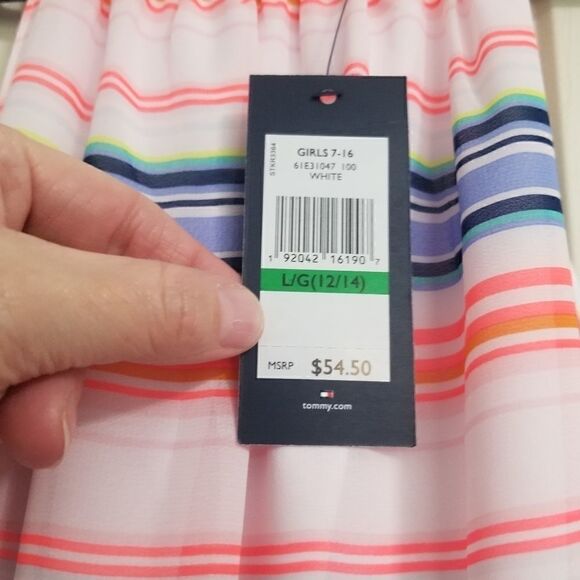 GIRLS 7-16
61E31047 100
WHITE
STKR3364
1 92042 16190 7
L/G(12/14)
MSRP $54.50
tommy.com